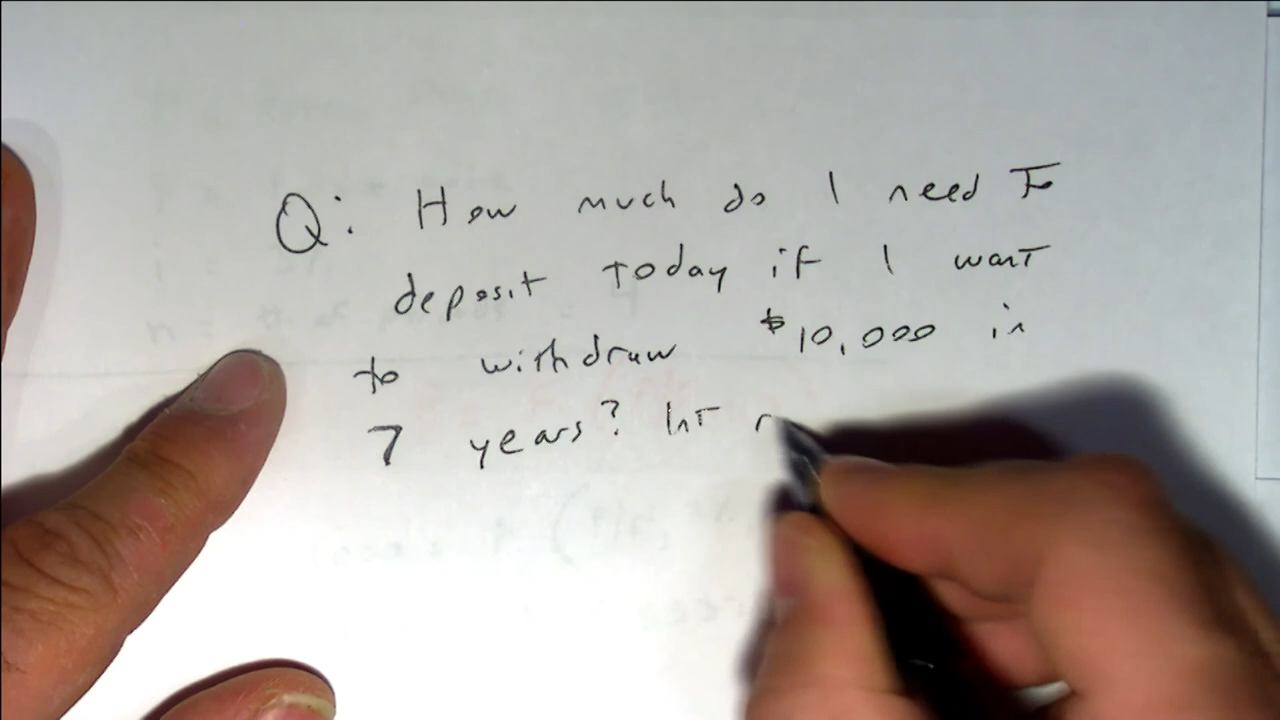 Q: How much do I need to
deposit today if I want
to withdraw $10,000 in
7 years? Int r